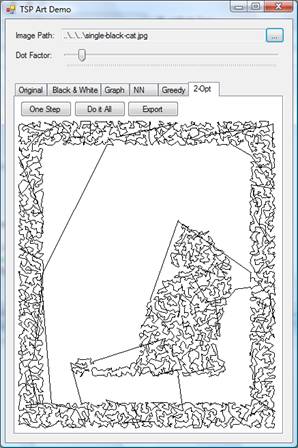 TSP Art Demo
Image Path: ..\..\..\single-black-cat.jpg ...
Dot Factor:
Original Black & White Graph NN Greedy 2-Opt
One Step Do it All Export